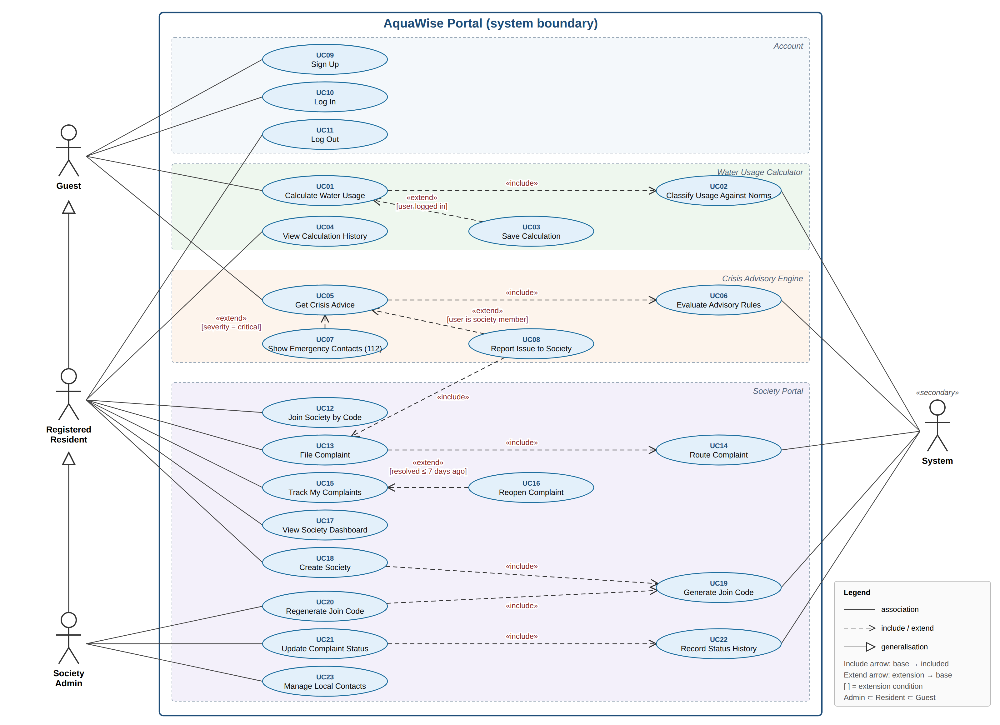 AquaWise Portal (system boundary)
Account
UC09
Sign Up
UC10
Log In
UC11
Log Out
Guest
Water Usage Calculator
UC01
Calculate Water Usage
«include»
UC02
Classify Usage Against Norms
«extend»
[user logged in]
UC04
View Calculation History
UC03
Save Calculation
Crisis Advisory Engine
UC05
Get Crisis Advice
«include»
UC06
Evaluate Advisory Rules
«extend»
[severity = critical]
«extend»
[user is society member]
UC07
Show Emergency Contacts (112)
UC08
Report Issue to Society
Registered
Resident
Society Portal
«include»
UC12
Join Society by Code
UC13
File Complaint
«include»
UC14
Route Complaint
«secondary»
System
«extend»
[resolved ≤ 7 days ago]
UC15
Track My Complaints
UC16
Reopen Complaint
UC17
View Society Dashboard
UC18
Create Society
«include»
UC19
Generate Join Code
UC20
Regenerate Join Code
«include»
UC21
Update Complaint Status
«include»
UC22
Record Status History
UC23
Manage Local Contacts
Society
Admin
Legend
association
include / extend
generalisation
Include arrow: base → included
Extend arrow: extension → base
[ ] = extension condition
Admin ⊂ Resident ⊂ Guest